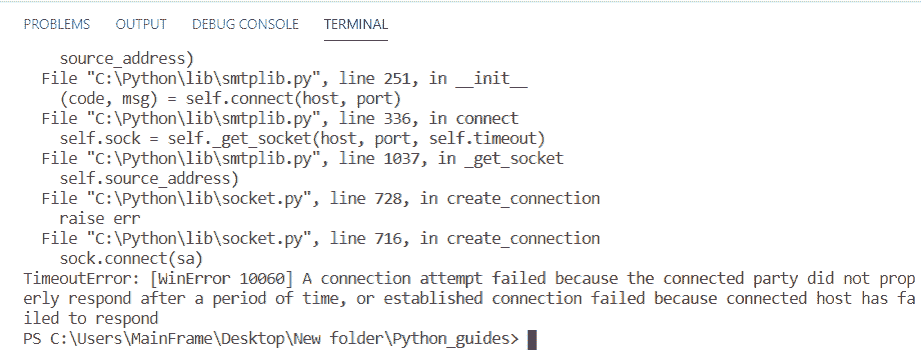 PROBLEMS OUTPUT DEBUG CONSOLE TERMINAL
source_address)
File "C:\Python\lib\smtplib.py", line 251, in __init__
(code, msg) = self.connect(host, port)
File "C:\Python\lib\smtplib.py", line 336, in connect
self.sock = self._get_socket(host, port, self.timeout)
File "C:\Python\lib\smtplib.py", line 1037, in _get_socket
self.source_address)
File "C:\Python\lib\socket.py", line 728, in create_connection
raise err
File "C:\Python\lib\socket.py", line 716, in create_connection
sock.connect(sa)
TimeoutError: [WinError 10060] A connection attempt failed because the connected party did not prop
erly respond after a period of time, or established connection failed because connected host has fa
iled to respond
PS C:\Users\MainFrame\Desktop\New folder\Python_guides>